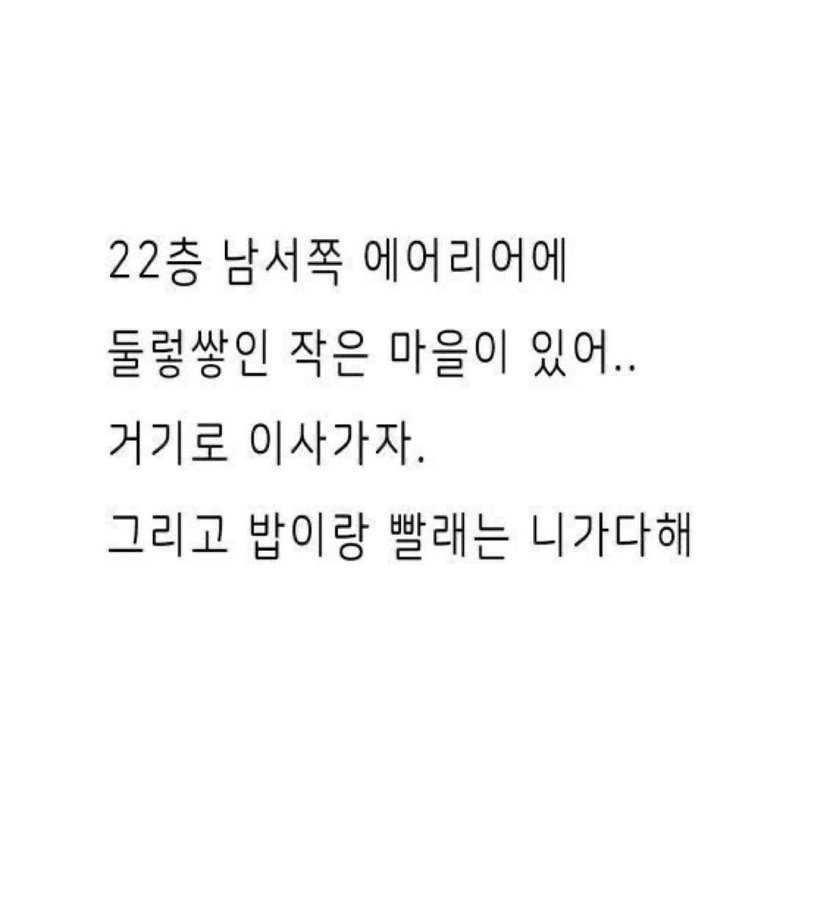 22층 남서쪽 에어리어에
둘렇쌓인 작은 마을이 있어..
거기로 이사가자.
그리고 밥이랑 빨래는 니가다해